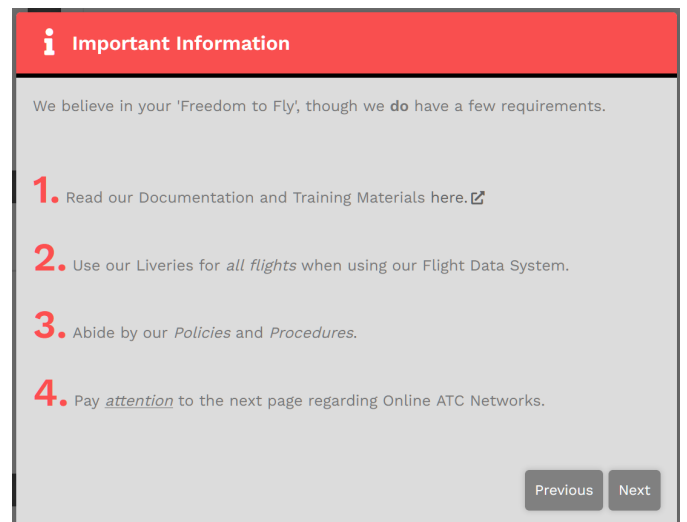 Important Information
We believe in your 'Freedom to Fly', though we do have a few requirements.
1. Read our Documentation and Training Materials here.
2. Use our Liveries for all flights when using our Flight Data System.
3. Abide by our Policies and Procedures.
4. Pay attention to the next page regarding Online ATC Networks.
Previous Next